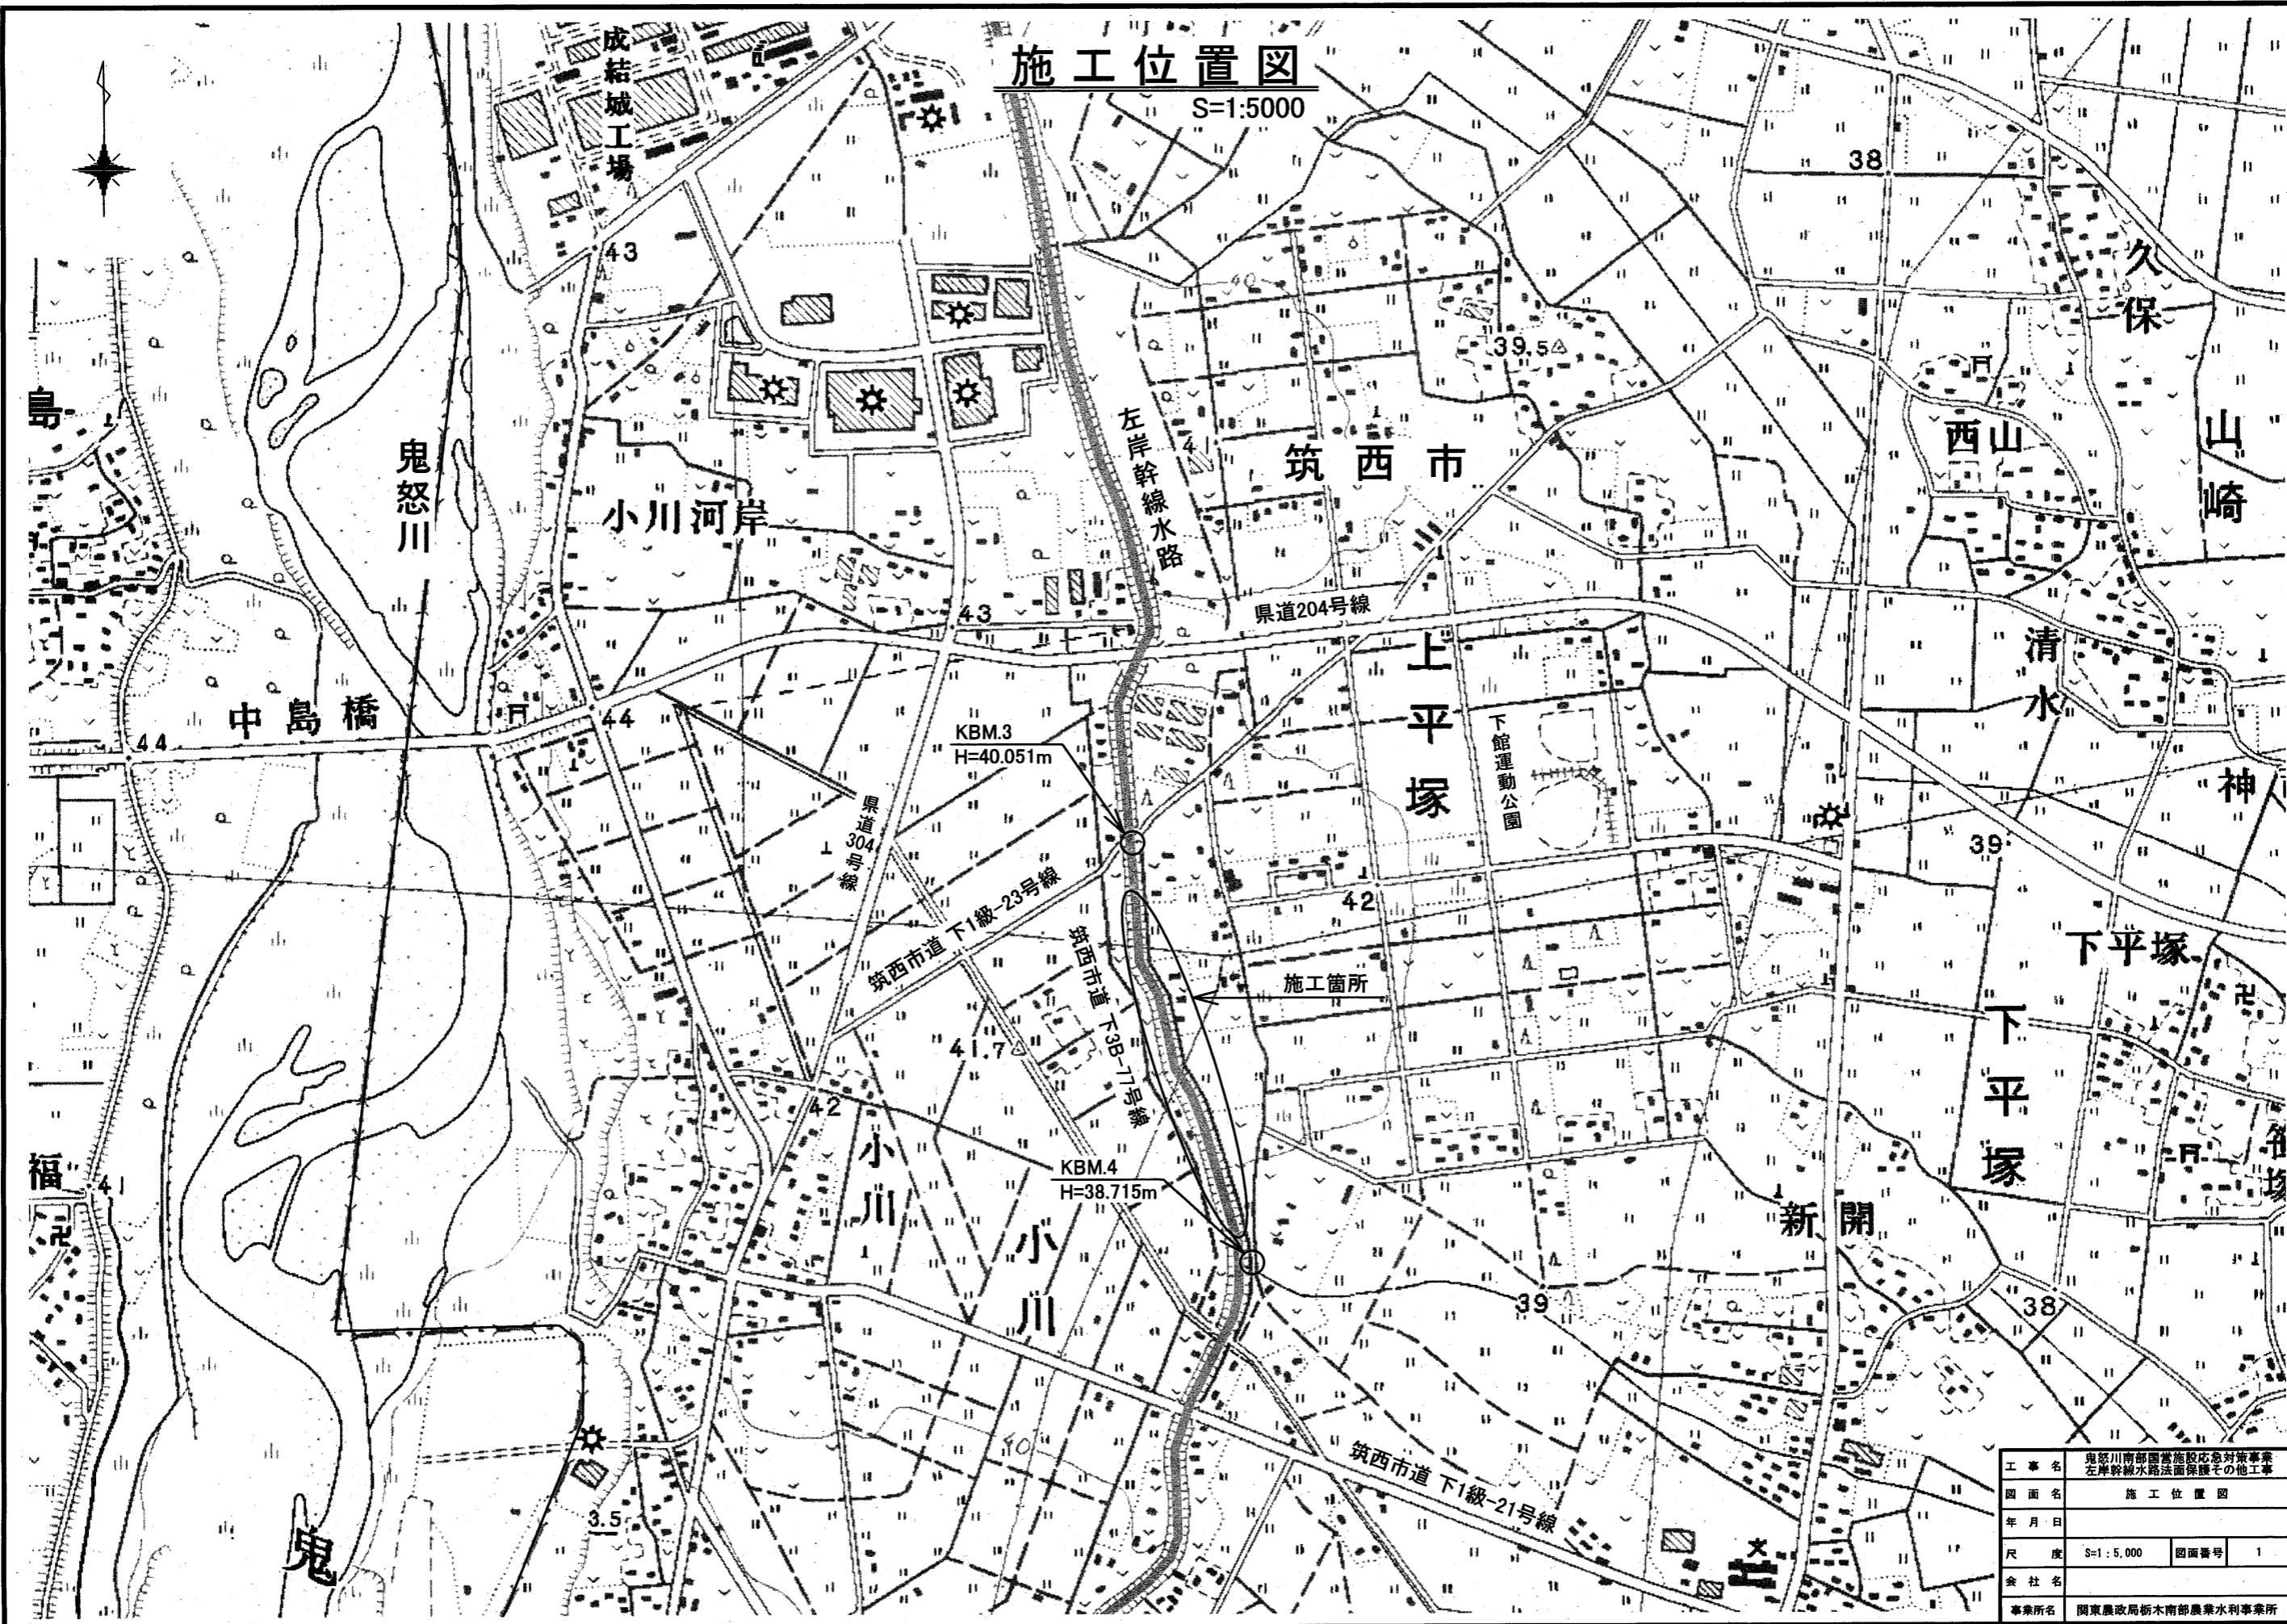 施工位置図
S=1:5000
成結城工場
43
38
久保
39.5
島
鬼怒川
左岸幹線水路
41
筑西市
西山
山崎
小川河岸
県道204号線
43
上平塚
清水
中島橋
44
44
KBM.3
H=40.051m
下館運動公園
神
県道304号線
39
筑西市道 下1級-23号線
42
筑西市道 下3B-77号線
下平塚
施工箇所
41.7
下平塚
42
小川
福
41
KBM.4
H=38.715m
小川
新開
笹塚
39
38
40
40
筑西市道 下1級-21号線
3.5
鬼
文
工事名 鬼怒川南部国営施設応急対策事業
左岸幹線水路法面保護その他工事
図面名 施工位置図
年月日
尺度 S=1:5,000 図面番号 1
会社名
事業所名 関東農政局栃木南部農業水利事業所